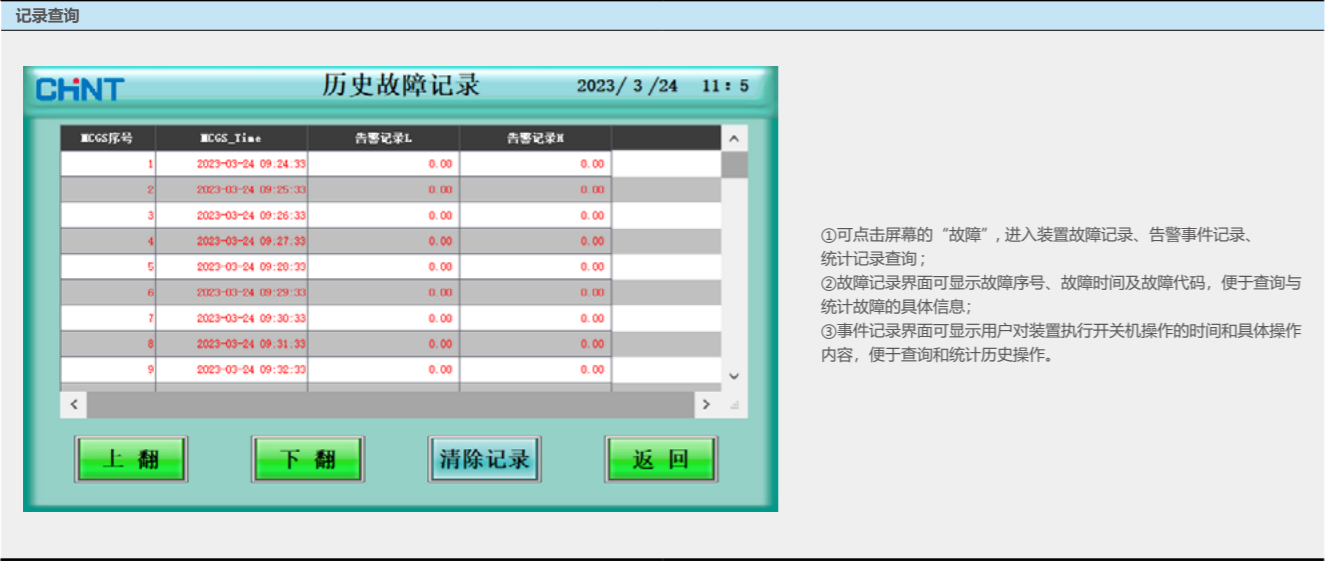 记录查询
CHINT
历史故障记录
2023/ 3 /24 11: 5
MCGS序号 MCGS_Time 告警记录L 告警记录H
1 2023-03-24 09:24:33 0.00 0.00
2 2023-03-24 09:25:33 0.00 0.00
3 2023-03-24 09:26:33 0.00 0.00
4 2023-03-24 09:27:33 0.00 0.00
5 2023-03-24 09:28:33 0.00 0.00
6 2023-03-24 09:29:33 0.00 0.00
7 2023-03-24 09:30:33 0.00 0.00
8 2023-03-24 09:31:33 0.00 0.00
9 2023-03-24 09:32:33 0.00 0.00
上 翻 下 翻 清除记录 返 回
①可点击屏幕的“故障”, 进入装置故障记录、告警事件记录、
统计记录查询；
②故障记录界面可显示故障序号、故障时间及故障代码，便于查询与
统计故障的具体信息；
③事件记录界面可显示用户对装置执行开关机操作的时间和具体操作
内容，便于查询和统计历史操作。